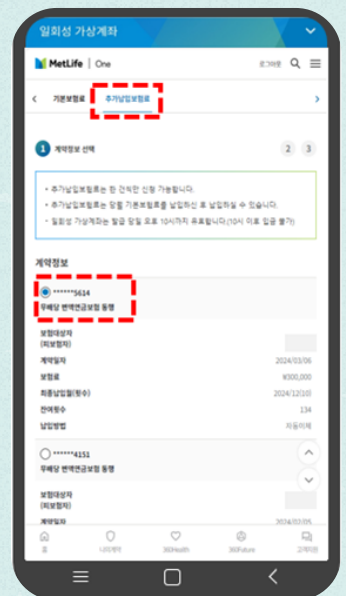 일회성 가상계좌
MetLife | One 로그아웃
기본보험료 추가납입보험료
1 계약정보 선택 2 3
• 추가납입보험료는 한 건씩만 신청 가능합니다.
• 추가납입보험료는 당월 기본보험료를 납입하신 후 납입하실 수 있습니다.
• 일회성 가상계좌는 발급 당일 오후 10시까지 유효합니다.(10시 이후 입금 불가)
계약정보
******5614
무배당 변액연금보험 동행
보험대상자
(피보험자)
계약일자 2024/03/06
보험료 ₩300,000
최종납입월(횟수) 2024/12(10)
잔여횟수 134
납입방법 자동이체
******4151
무배당 변액연금보험 동행
보험대상자
(피보험자)
계약일자 2024/02/05
홈 나의계약 360Health 360Future 고객지원